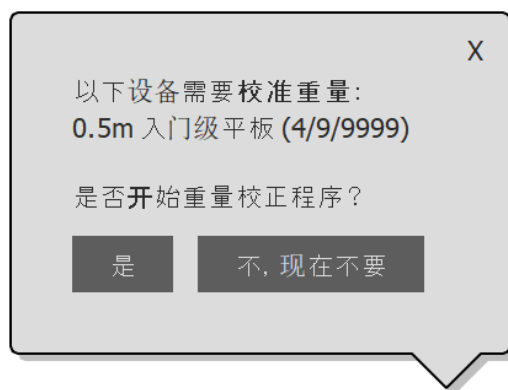 X
以下设备需要校准重量:
0.5m 入门级平板 (4/9/9999)
是否开始重量校正程序？
是
不, 现在不要